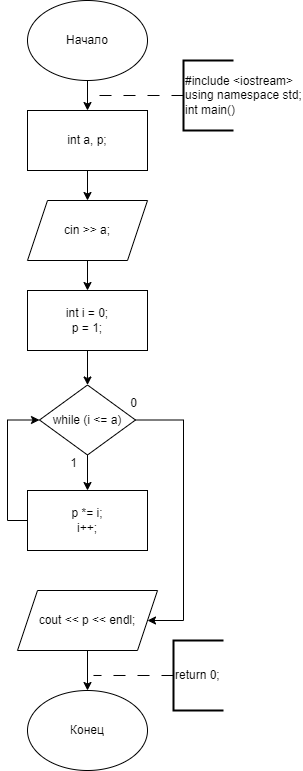 Начало
#include <iostream>
using namespace std;
int main()
int a, p;
cin >> a;
int i = 0;
p = 1;
while (i <= a)
0
1
p *= i;
i++;
cout << p << endl;
return 0;
Конец